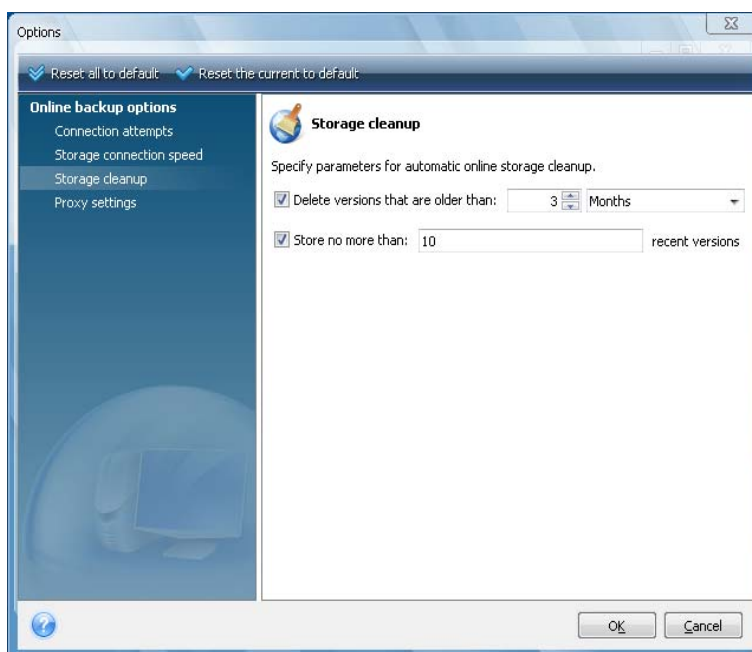 Options
Reset all to default Reset the current to default
Online backup options
Connection attempts
Storage connection speed
Storage cleanup
Proxy settings
Storage cleanup
Specify parameters for automatic online storage cleanup.
Delete versions that are older than: 3 Months
Store no more than: 10 recent versions
OK Cancel